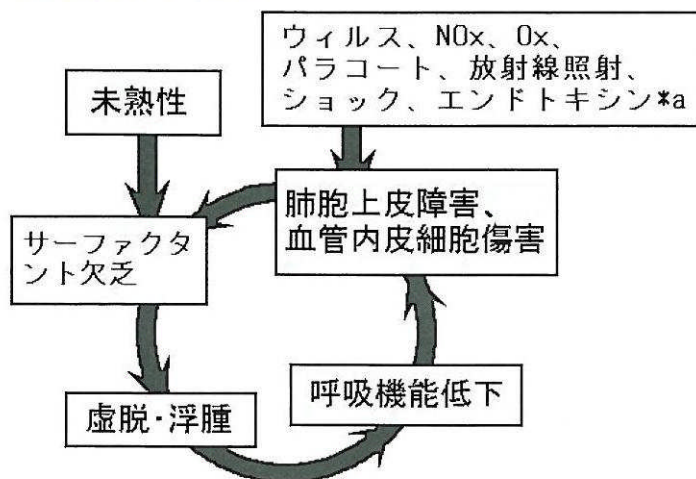 ウィルス、NOx、Ox、
パラコート、放射線照射、
ショック、エンドトキシン*a
未熟性
肺胞上皮障害、
血管内皮細胞傷害
サーファクタ
ント欠乏
呼吸機能低下
虚脱・浮腫